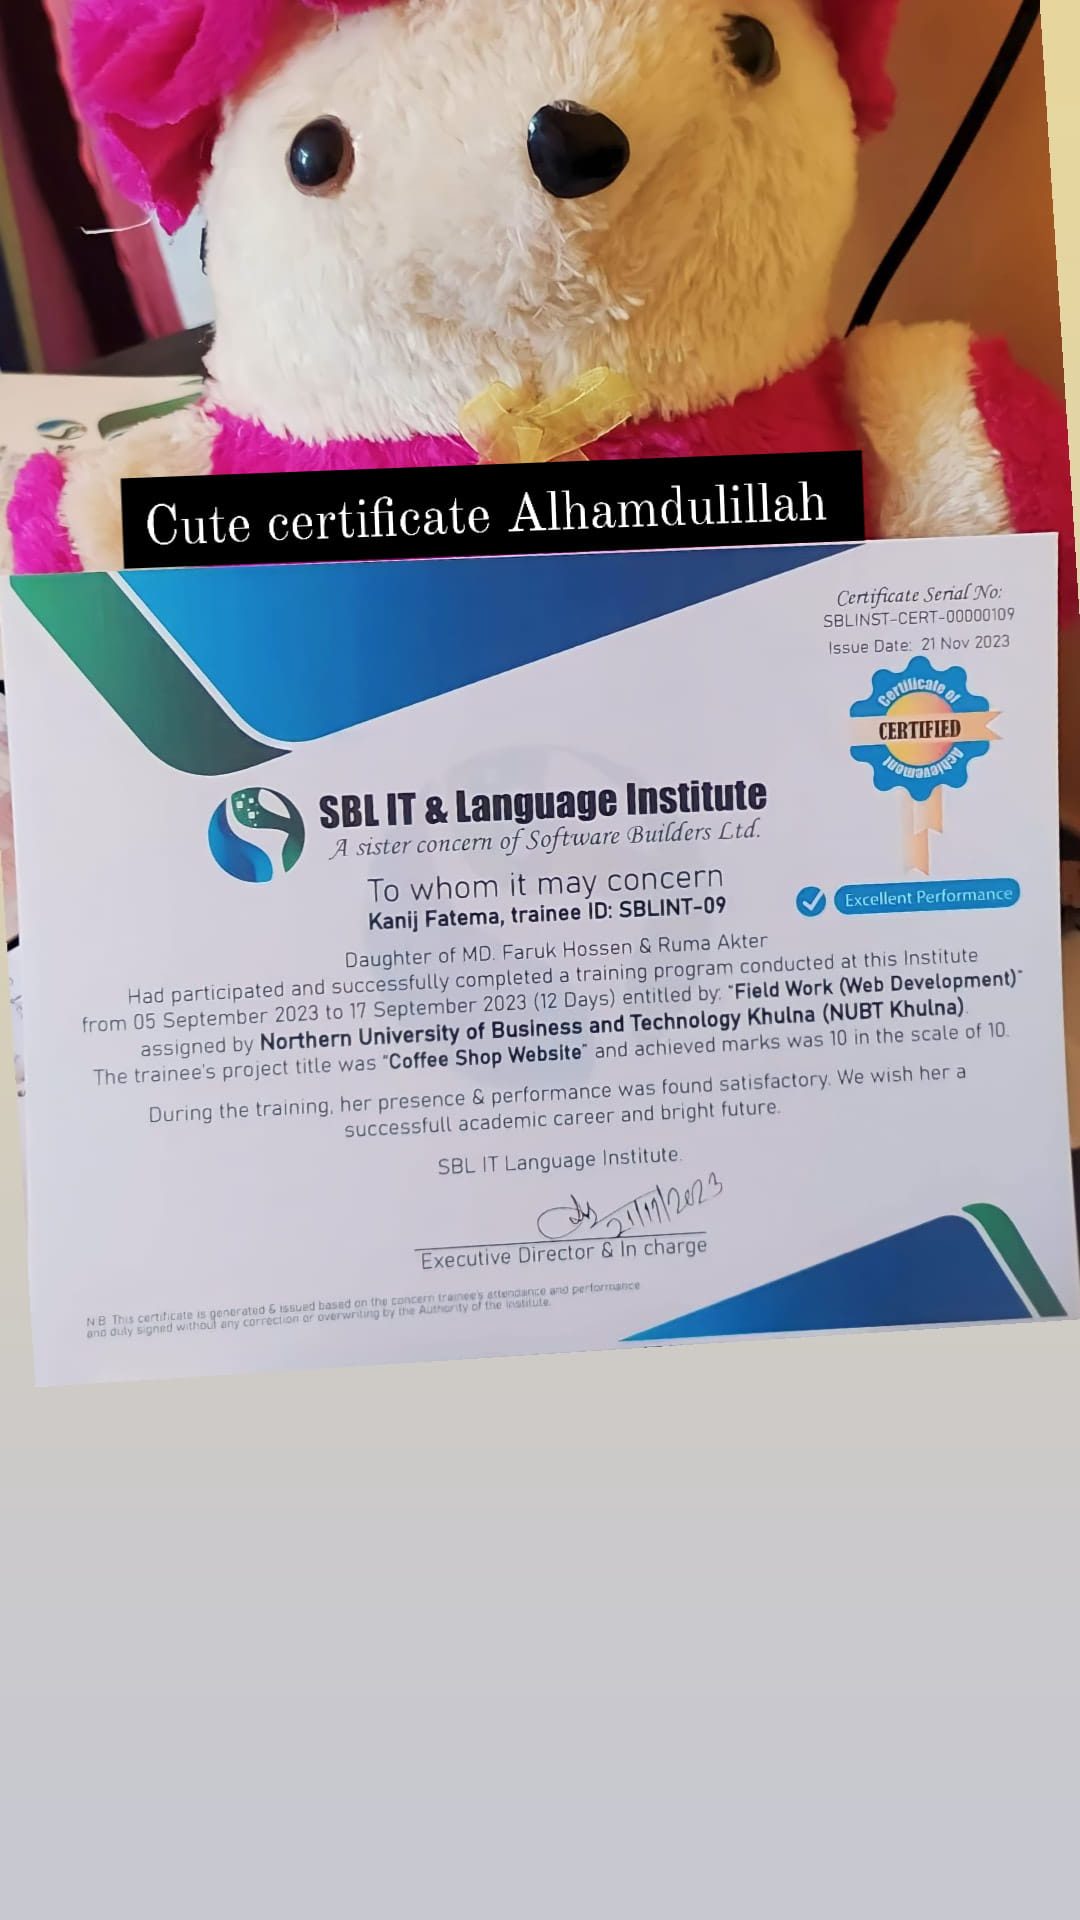 Cute certificate Alhamdulillah
Certificate Serial No:
SBLINST-CERT-00000109
Issue Date: 21 Nov 2023
Certificate of
CERTIFIED
Achievement
SBL IT & Language Institute
A sister concern of Software Builders Ltd.
To whom it may concern
Kanij Fatema, trainee ID: SBLINT-09
Excellent Performance
Daughter of MD. Faruk Hossen & Ruma Akter
Had participated and successfully completed a training program conducted at this Institute
from 05 September 2023 to 17 September 2023 (12 Days) entitled by: "Field Work (Web Development)"
assigned by Northern University of Business and Technology Khulna (NUBT Khulna).
The trainee's project title was "Coffee Shop Website" and achieved marks was 10 in the scale of 10.
During the training, her presence & performance was found satisfactory. We wish her a
successfull academic career and bright future.
SBL IT Language Institute.
21/11/2023
Executive Director & In charge
N.B. This certificate is generated & issued based on the concern trainee's attendance and performance
and duly signed without any correction or overwriting by the Authority of the Institute.